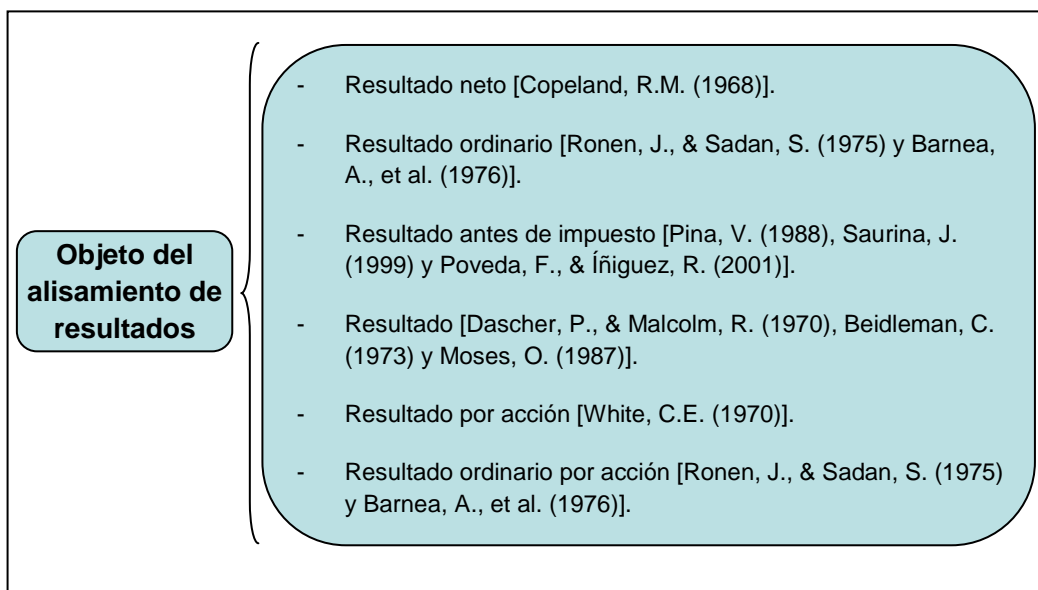 Objeto del
alisamiento de
resultados
- Resultado neto [Copeland, R.M. (1968)].
- Resultado ordinario [Ronen, J., & Sadan, S. (1975) y Barnea,
A., et al. (1976)].
- Resultado antes de impuesto [Pina, V. (1988), Saurina, J.
(1999) y Poveda, F., & Íñiguez, R. (2001)].
- Resultado [Dascher, P., & Malcolm, R. (1970), Beidleman, C.
(1973) y Moses, O. (1987)].
- Resultado por acción [White, C.E. (1970)].
- Resultado ordinario por acción [Ronen, J., & Sadan, S. (1975)
y Barnea, A., et al. (1976)].